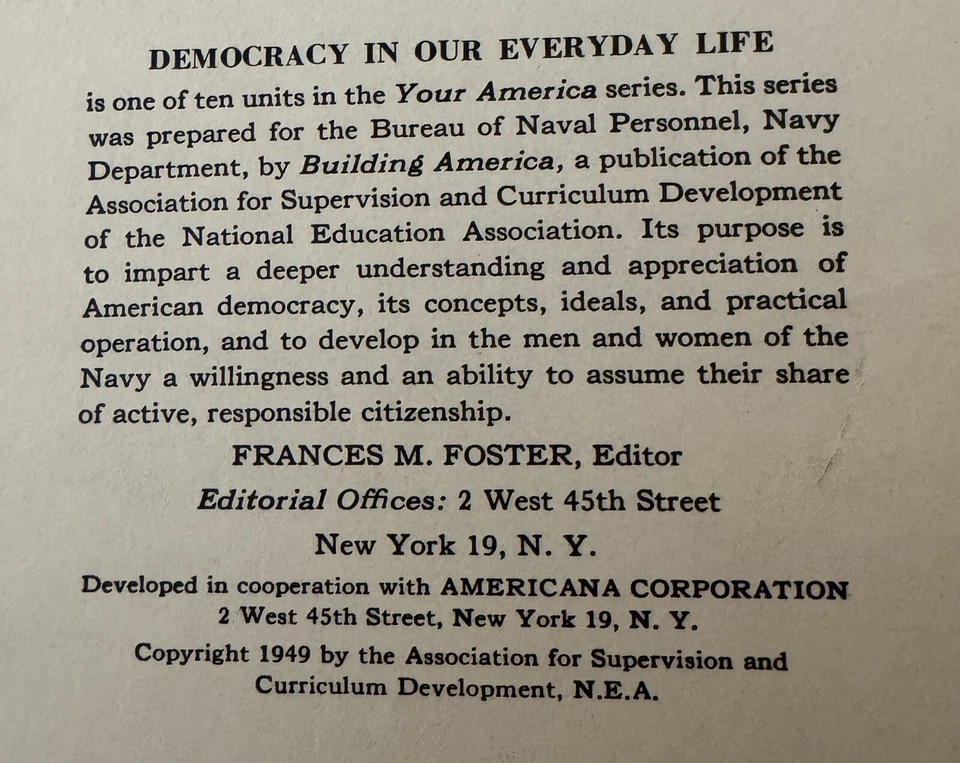 DEMOCRACY IN OUR EVERYDAY LIFE
is one of ten units in the Your America series. This series
was prepared for the Bureau of Naval Personnel, Navy
Department, by Building America, a publication of the
Association for Supervision and Curriculum Development
of the National Education Association. Its purpose is
to impart a deeper understanding and appreciation of
American democracy, its concepts, ideals, and practical
operation, and to develop in the men and women of the
Navy a willingness and an ability to assume their share
of active, responsible citizenship.
FRANCES M. FOSTER, Editor
Editorial Offices: 2 West 45th Street
New York 19, N. Y.
Developed in cooperation with AMERICANA CORPORATION
2 West 45th Street, New York 19, N. Y.
Copyright 1949 by the Association for Supervision and
Curriculum Development, N.E.A.